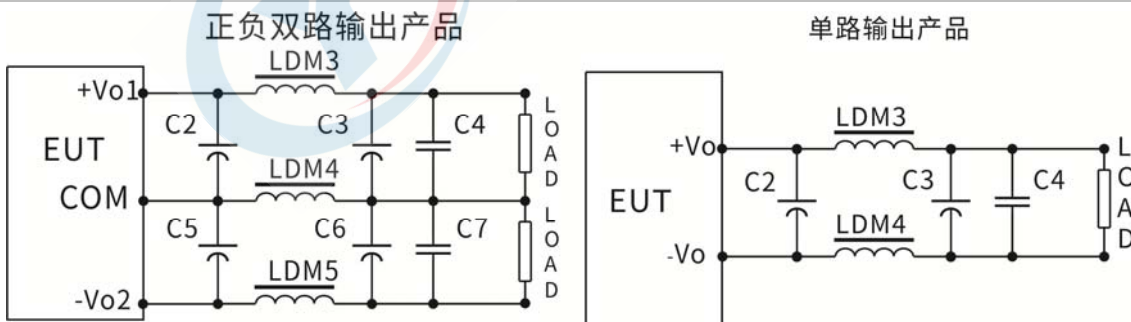 正负双路输出产品
LDM3
+Vo1
C2
C3
C4
LOAD
EUT
LDM4
COM
C5
C6
C7
LOAD
LDM5
-Vo2
单路输出产品
LDM3
+Vo
C2
C3
C4
LOAD
EUT
LDM4
-Vo